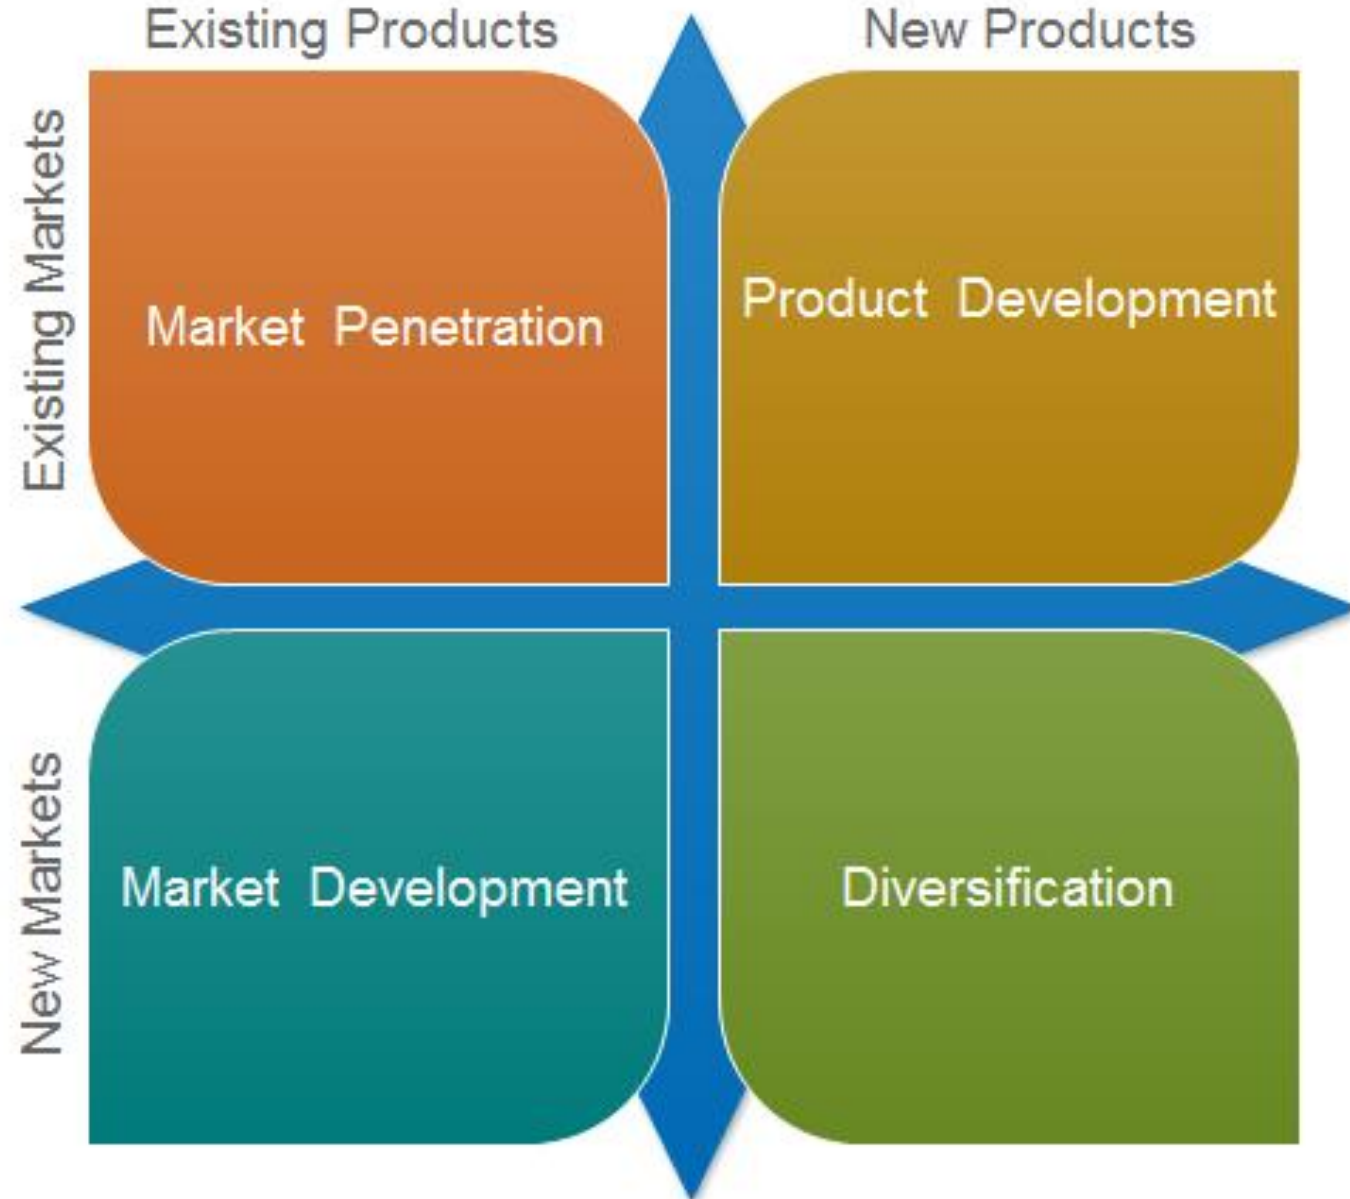 Existing Products
New Products
Existing Markets
Market Penetration
Product Development
New Markets
Market Development
Diversification